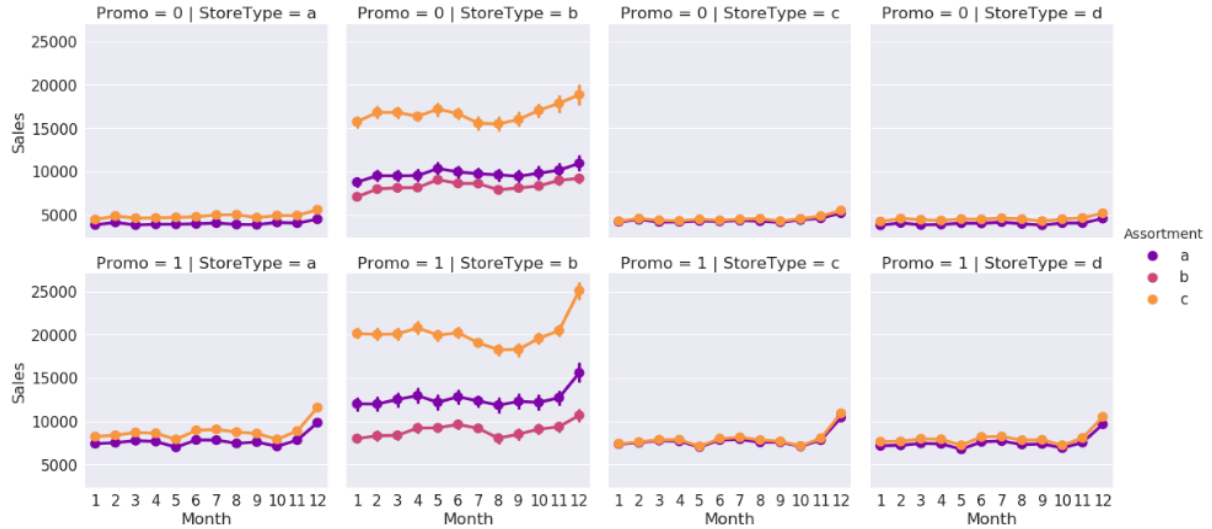 Promo = 0 | StoreType = a
Promo = 0 | StoreType = b
Promo = 0 | StoreType = c
Promo = 0 | StoreType = d
25000
20000
15000
10000
5000
Sales
Promo = 1 | StoreType = a
Promo = 1 | StoreType = b
Promo = 1 | StoreType = c
Promo = 1 | StoreType = d
25000
20000
15000
10000
5000
Sales
1 2 3 4 5 6 7 8 9 10 11 12
Month
1 2 3 4 5 6 7 8 9 10 11 12
Month
1 2 3 4 5 6 7 8 9 10 11 12
Month
1 2 3 4 5 6 7 8 9 10 11 12
Month
Assortment
a
b
c